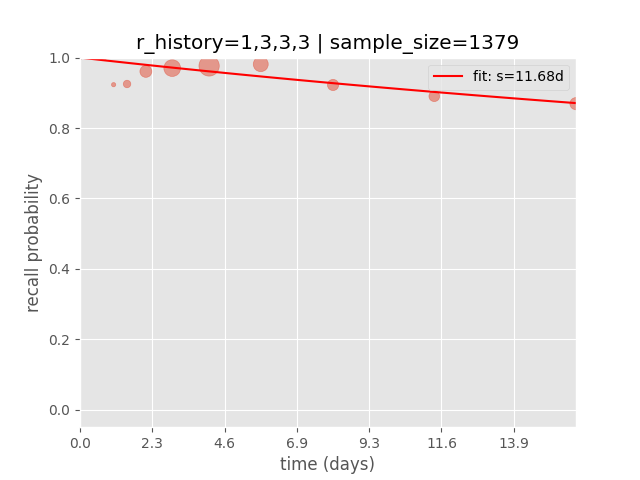 r_history=1,3,3,3 | sample_size=1379
fit: s=11.68d
recall probability
1.0
0.8
0.6
0.4
0.2
0.0
0.0 2.3 4.6 6.9 9.3 11.6 13.9
time (days)